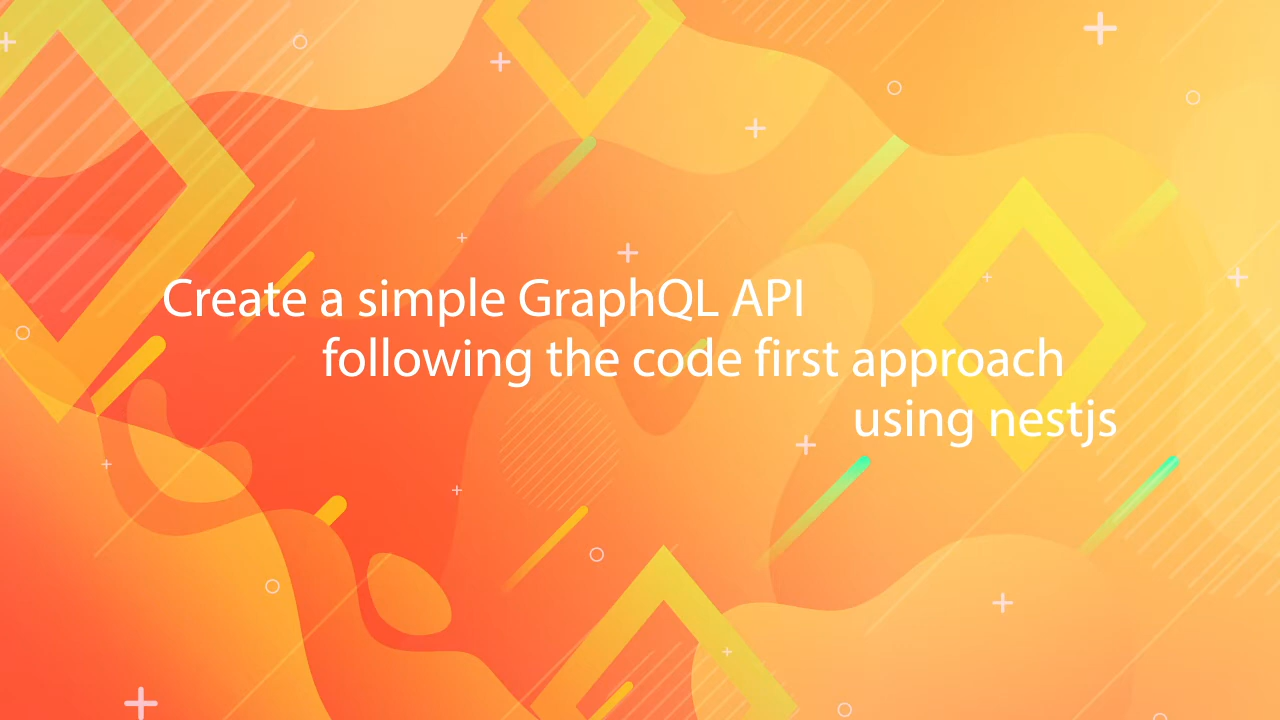 Create a simple GraphQL API
following the code first approach
using nestjs